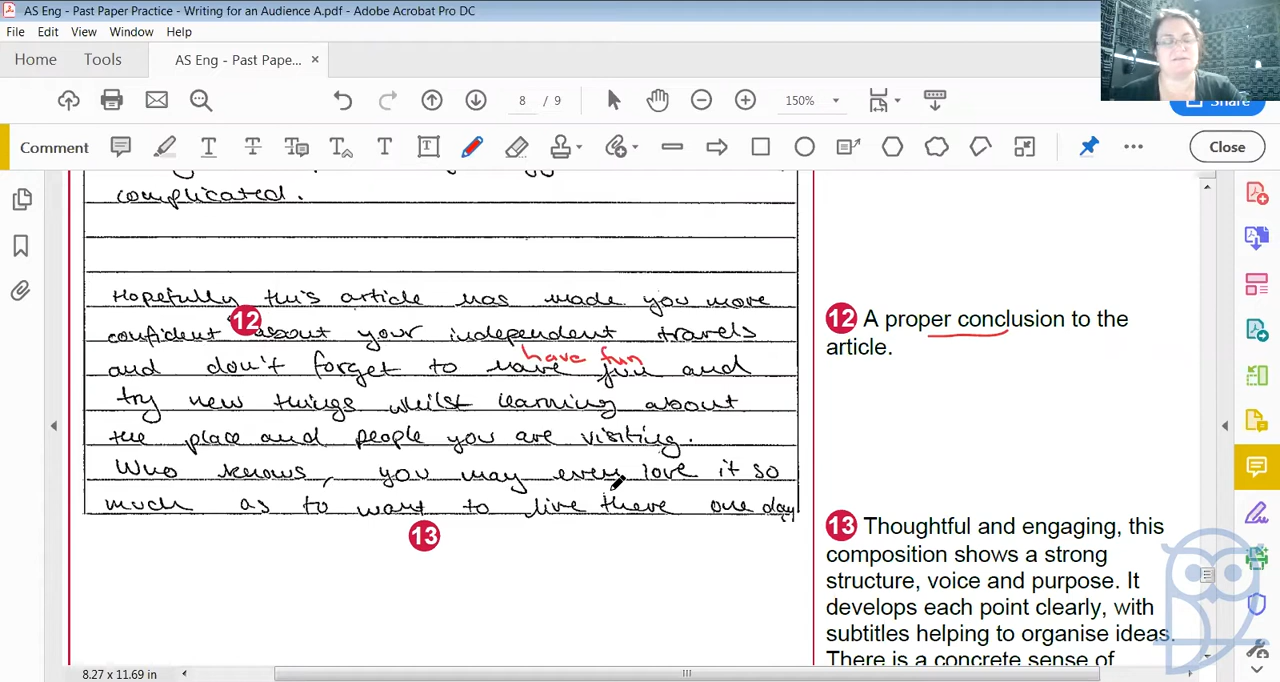 AS Eng - Past Paper Practice - Writing for an Audience A.pdf - Adobe Acrobat Pro DC
File Edit View Window Help
Home Tools AS Eng - Past Pape... ×
8 / 9 150%
Share
Comment Close
complicated.
Hopefully this article has made you more
12
confident about your independent travels
have fun
and don't forget to have fun and
try new things whilst learning about
the place and people you are visiting.
Who knows, you may even love it so
much as to want to live there one day
13
12 A proper conclusion to the
article.
13 Thoughtful and engaging, this
composition shows a strong
structure, voice and purpose. It
develops each point clearly, with
subtitles helping to organise ideas.
There is a concrete sense of
8.27 x 11.69 in